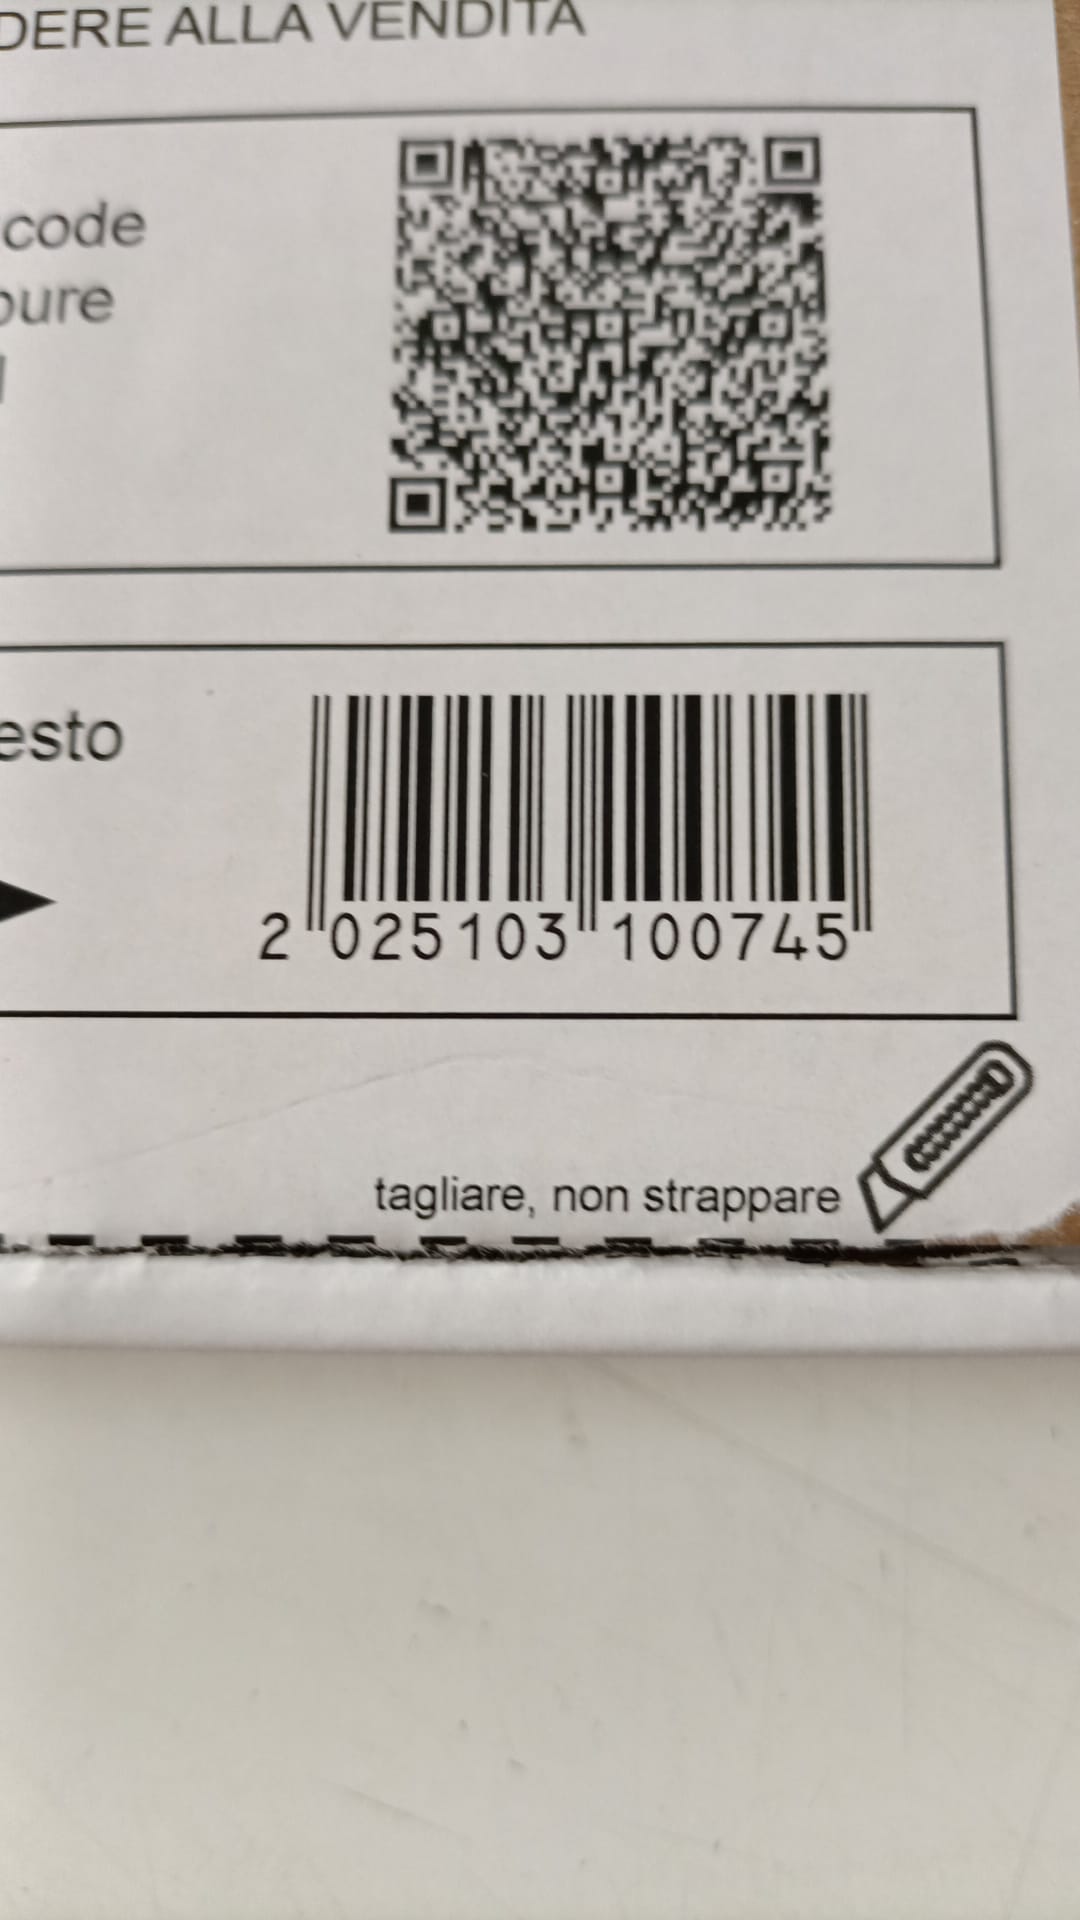 DERE ALLA VENDITA
code
pure
esto
2 025103 100745
tagliare, non strappare